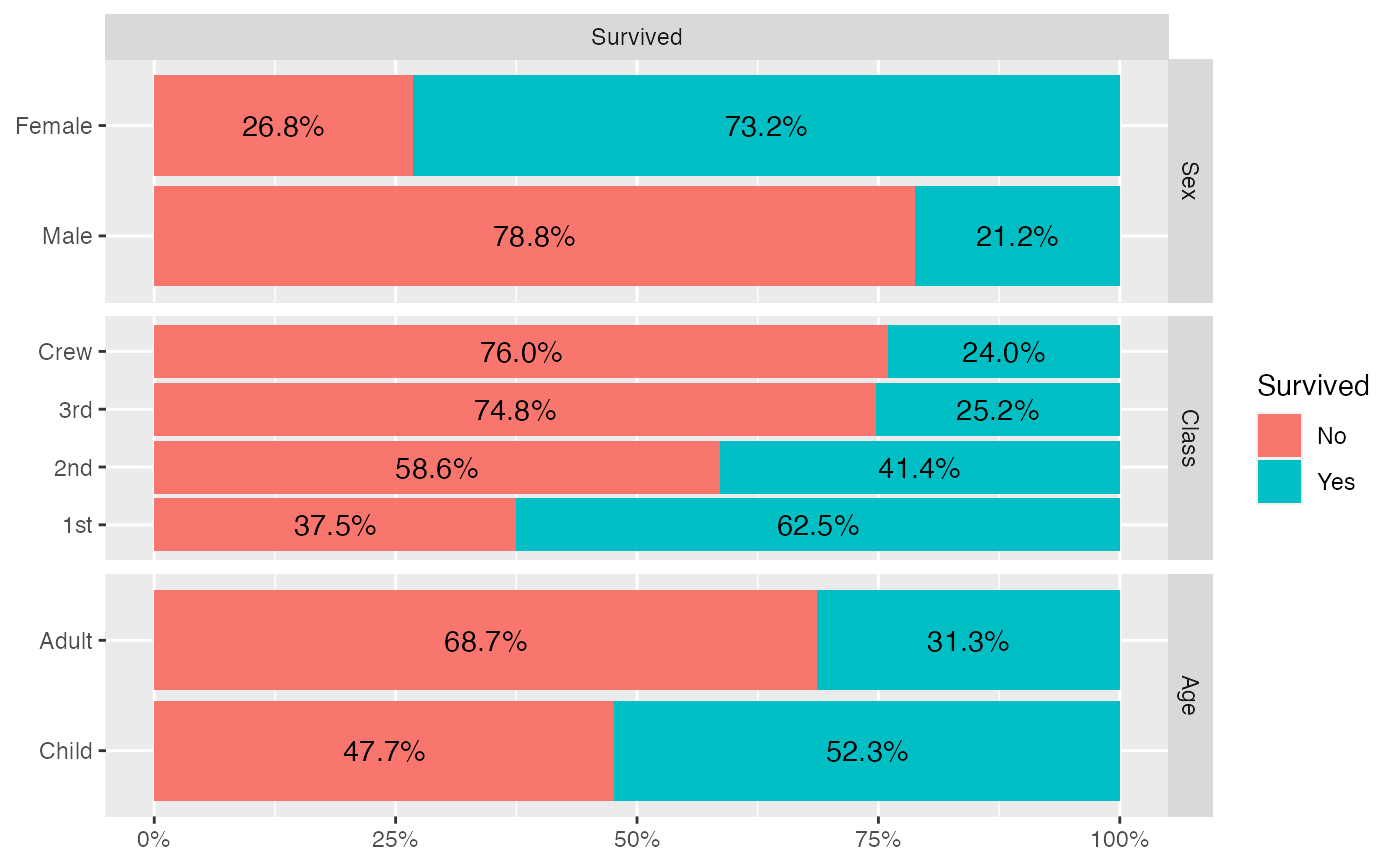 Survived
Female 26.8% 73.2%
Sex
Male 78.8% 21.2%
Crew 76.0% 24.0%
3rd 74.8% 25.2%
Class
2nd 58.6% 41.4%
1st 37.5% 62.5%
Adult 68.7% 31.3%
Age
Child 47.7% 52.3%
0% 25% 50% 75% 100%
Survived
No
Yes